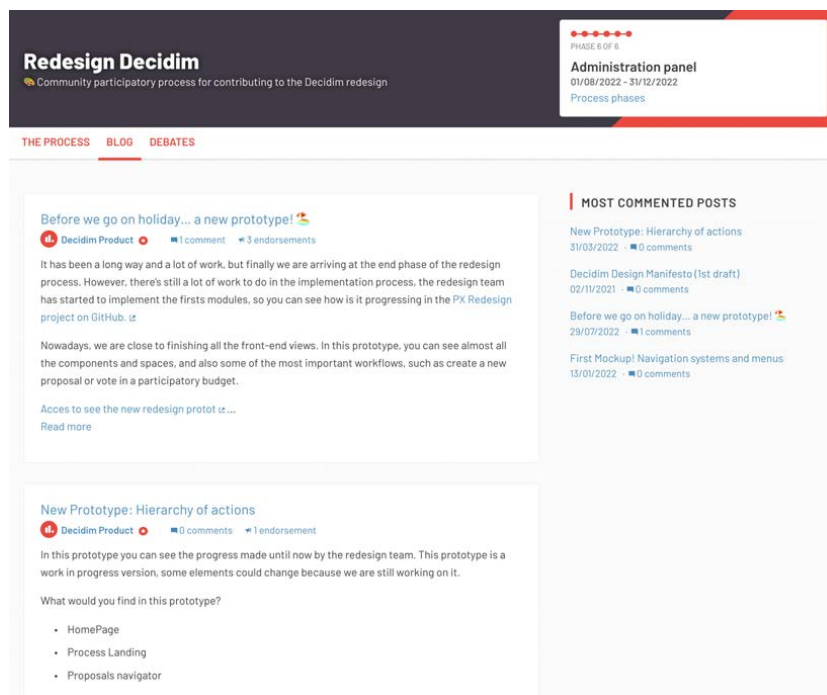 Redesign Decidim
Community participatory process for contributing to the Decidim redesign
PHASE 6 OF 6
Administration panel
01/08/2022 - 31/12/2022
Process phases
THE PROCESS BLOG DEBATES
Before we go on holiday... a new prototype!
Decidim Product 1 comment 3 endorsements
It has been a long way and a lot of work, but finally we are arriving at the end phase of the redesign
process. However, there's still a lot of work to do in the implementation process, the redesign team
has started to implement the firsts modules, so you can see how is it progressing in the PX Redesign
project on GitHub.
Nowadays, we are close to finishing all the front-end views. In this prototype, you can see almost all
the components and spaces, and also some of the most important workflows, such as create a new
proposal or vote in a participatory budget.
Acces to see the new redesign protot ...
Read more
New Prototype: Hierarchy of actions
Decidim Product 0 comments 1 endorsement
In this prototype you can see the progress made until now by the redesign team. This prototype is a
work in progress version, some elements could change because we are still working on it.
What would you find in this prototype?
• HomePage
• Process Landing
• Proposals navigator
MOST COMMENTED POSTS
New Prototype: Hierarchy of actions
31/03/2022 · 0 comments
Decidim Design Manifesto (1st draft)
02/11/2021 · 0 comments
Before we go on holiday... a new prototype!
29/07/2022 · 1 comments
First Mockup! Navigation systems and menus
13/01/2022 · 0 comments